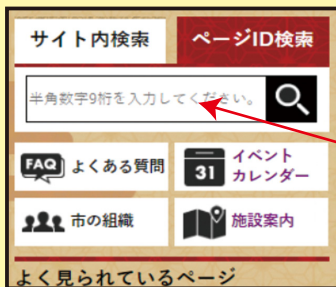 サイト内検索
ページID検索
半角数字9桁を入力してください。
FAQ よくある質問
31 イベント
カレンダー
市の組織
施設案内
よく見られているページ